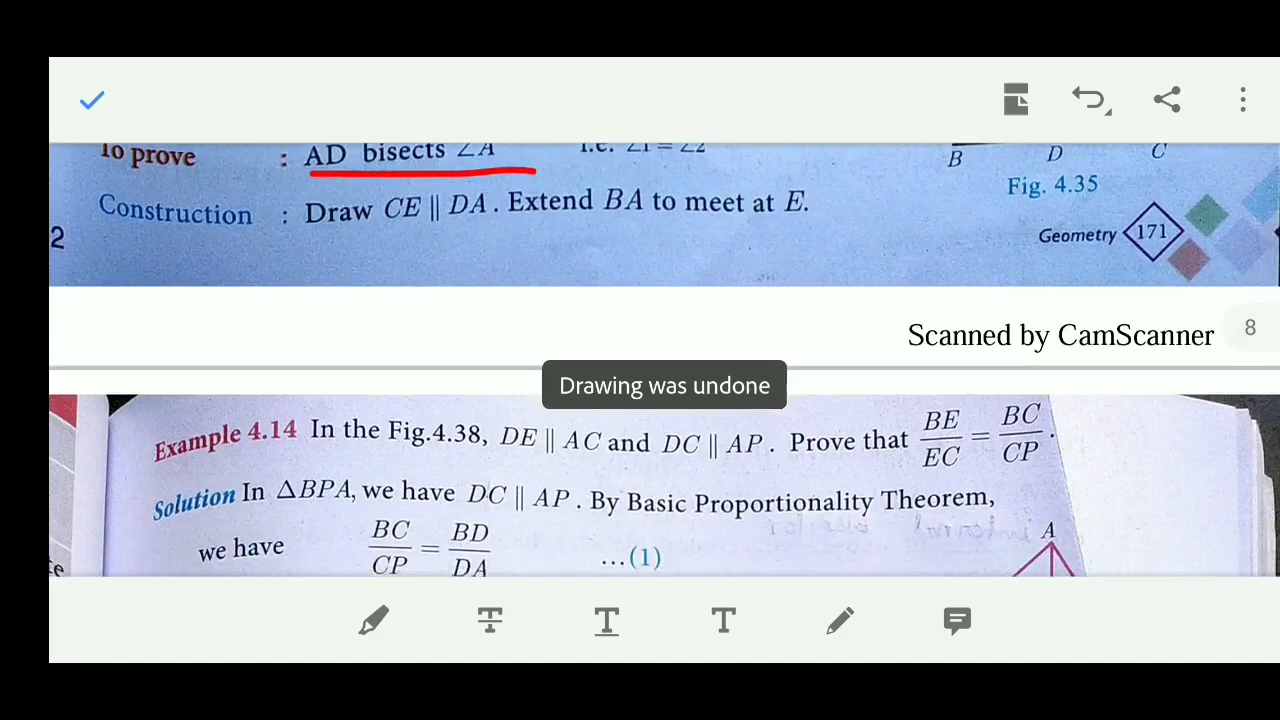 To prove : AD bisects ∠A i.e. ∠1 = ∠2
B D C
Fig. 4.35
Construction : Draw CE || DA. Extend BA to meet at E.
2
Geometry 171
Scanned by CamScanner
8
Drawing was undone
Example 4.14 In the Fig.4.38, DE || AC and DC || AP. Prove that BE/EC = BC/CP.
Solution In ΔBPA, we have DC || AP. By Basic Proportionality Theorem,
we have BC/CP = BD/DA ...(1)
A